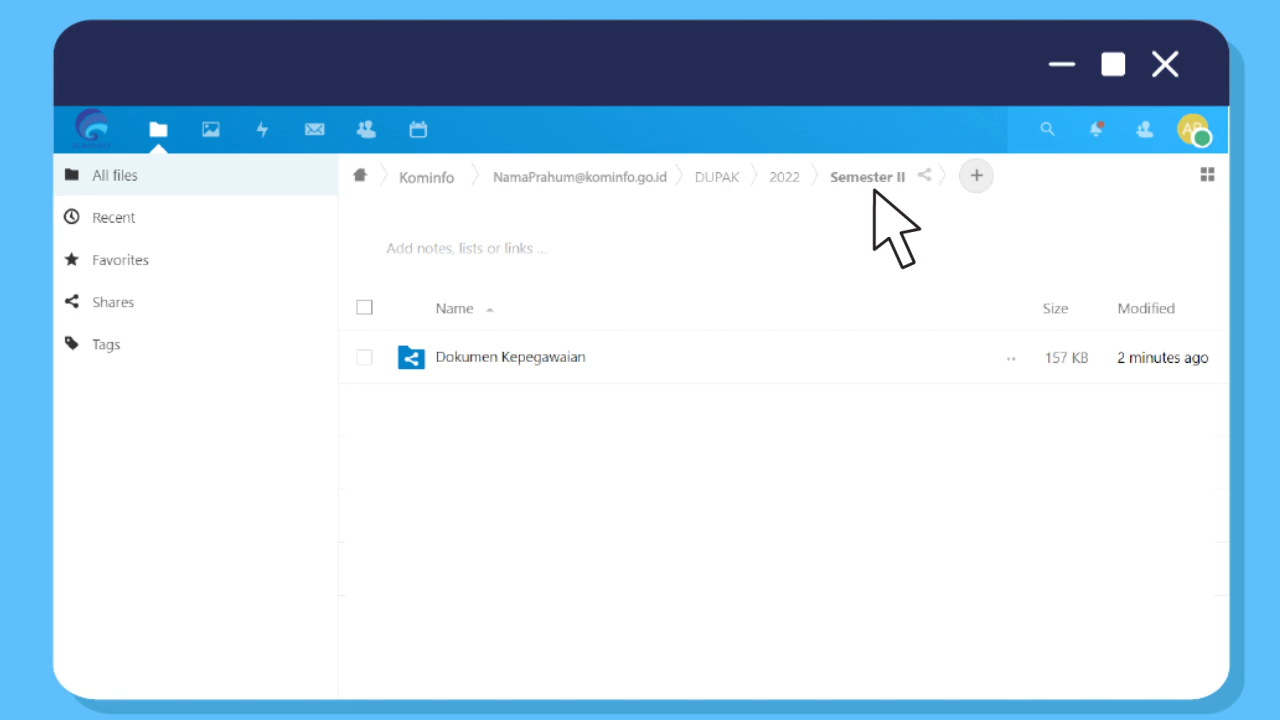 All files
Recent
Favorites
Shares
Tags
Kominfo NamaPrahum@kominfo.go.id DUPAK 2022 Semester II +
Add notes, lists or links ...
Name Size Modified
Dokumen Kepegawaian 157 KB 2 minutes ago